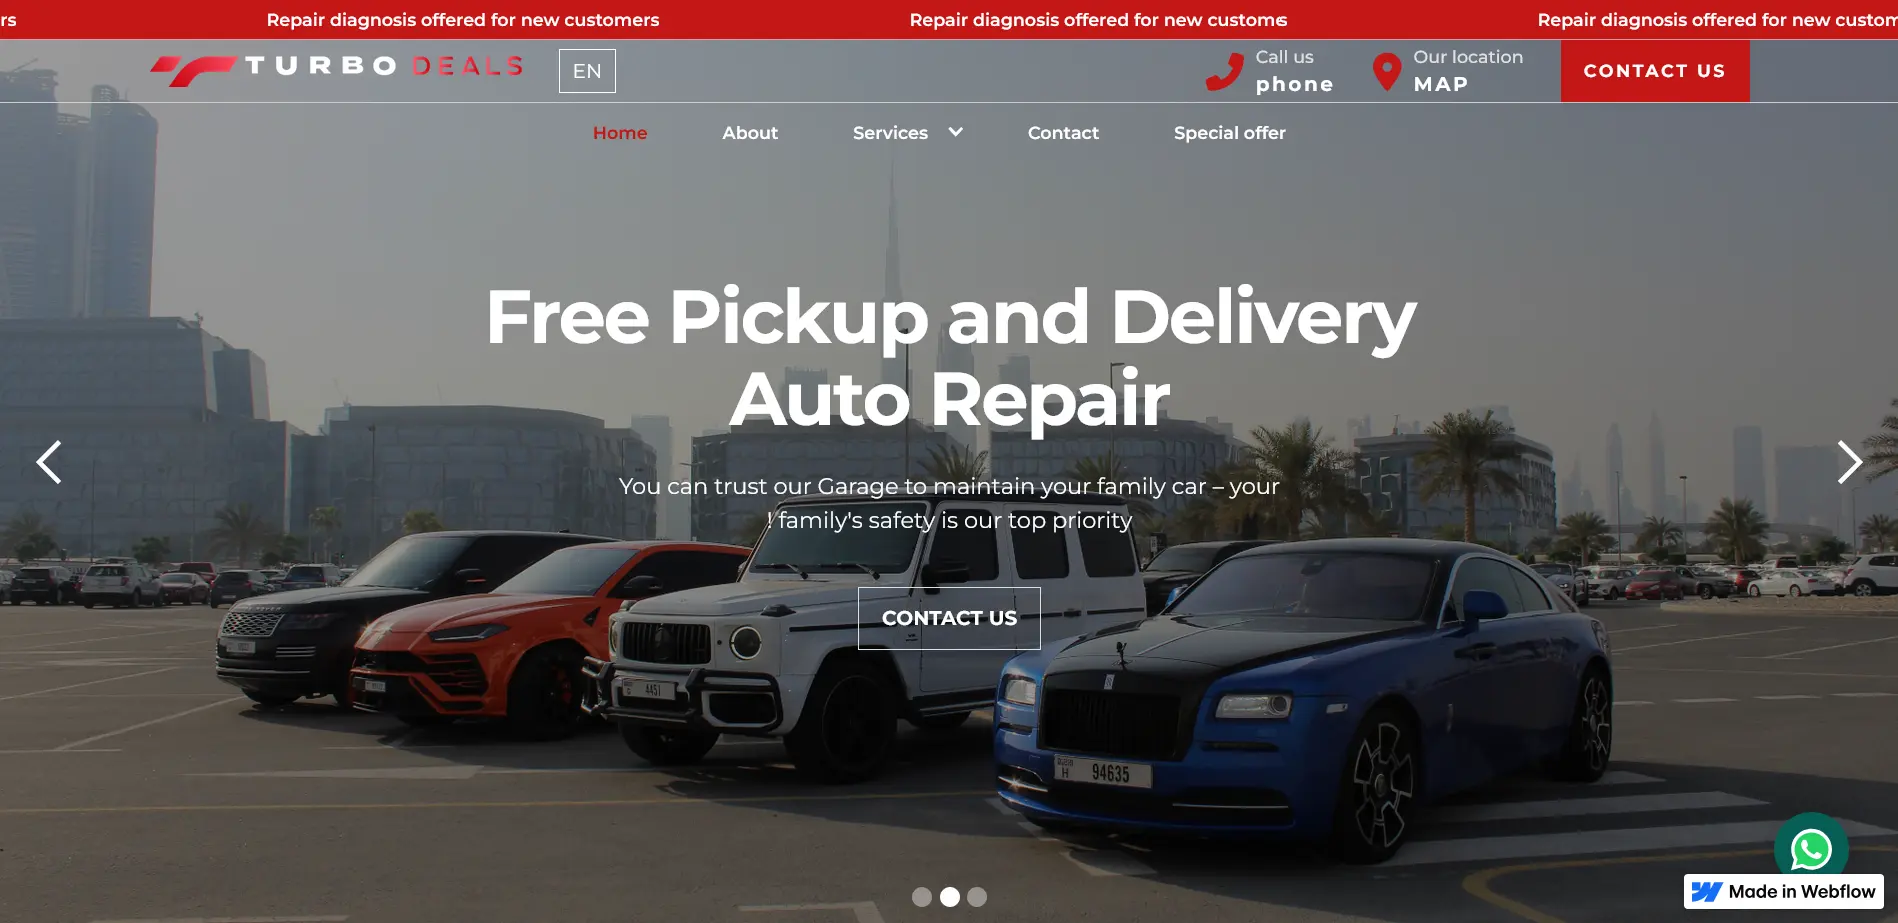 rs
Repair diagnosis offered for new customers
Repair diagnosis offered for new custome
Repair diagnosis offered for new custom
TURBO DEALS
EN
Call us
phone
Our location
MAP
CONTACT US
Home
About
Services
Contact
Special offer
Free Pickup and Delivery
Auto Repair
You can trust our Garage to maintain your family car – your
! family's safety is our top priority
CONTACT US
4451
H 94635
Made in Webflow